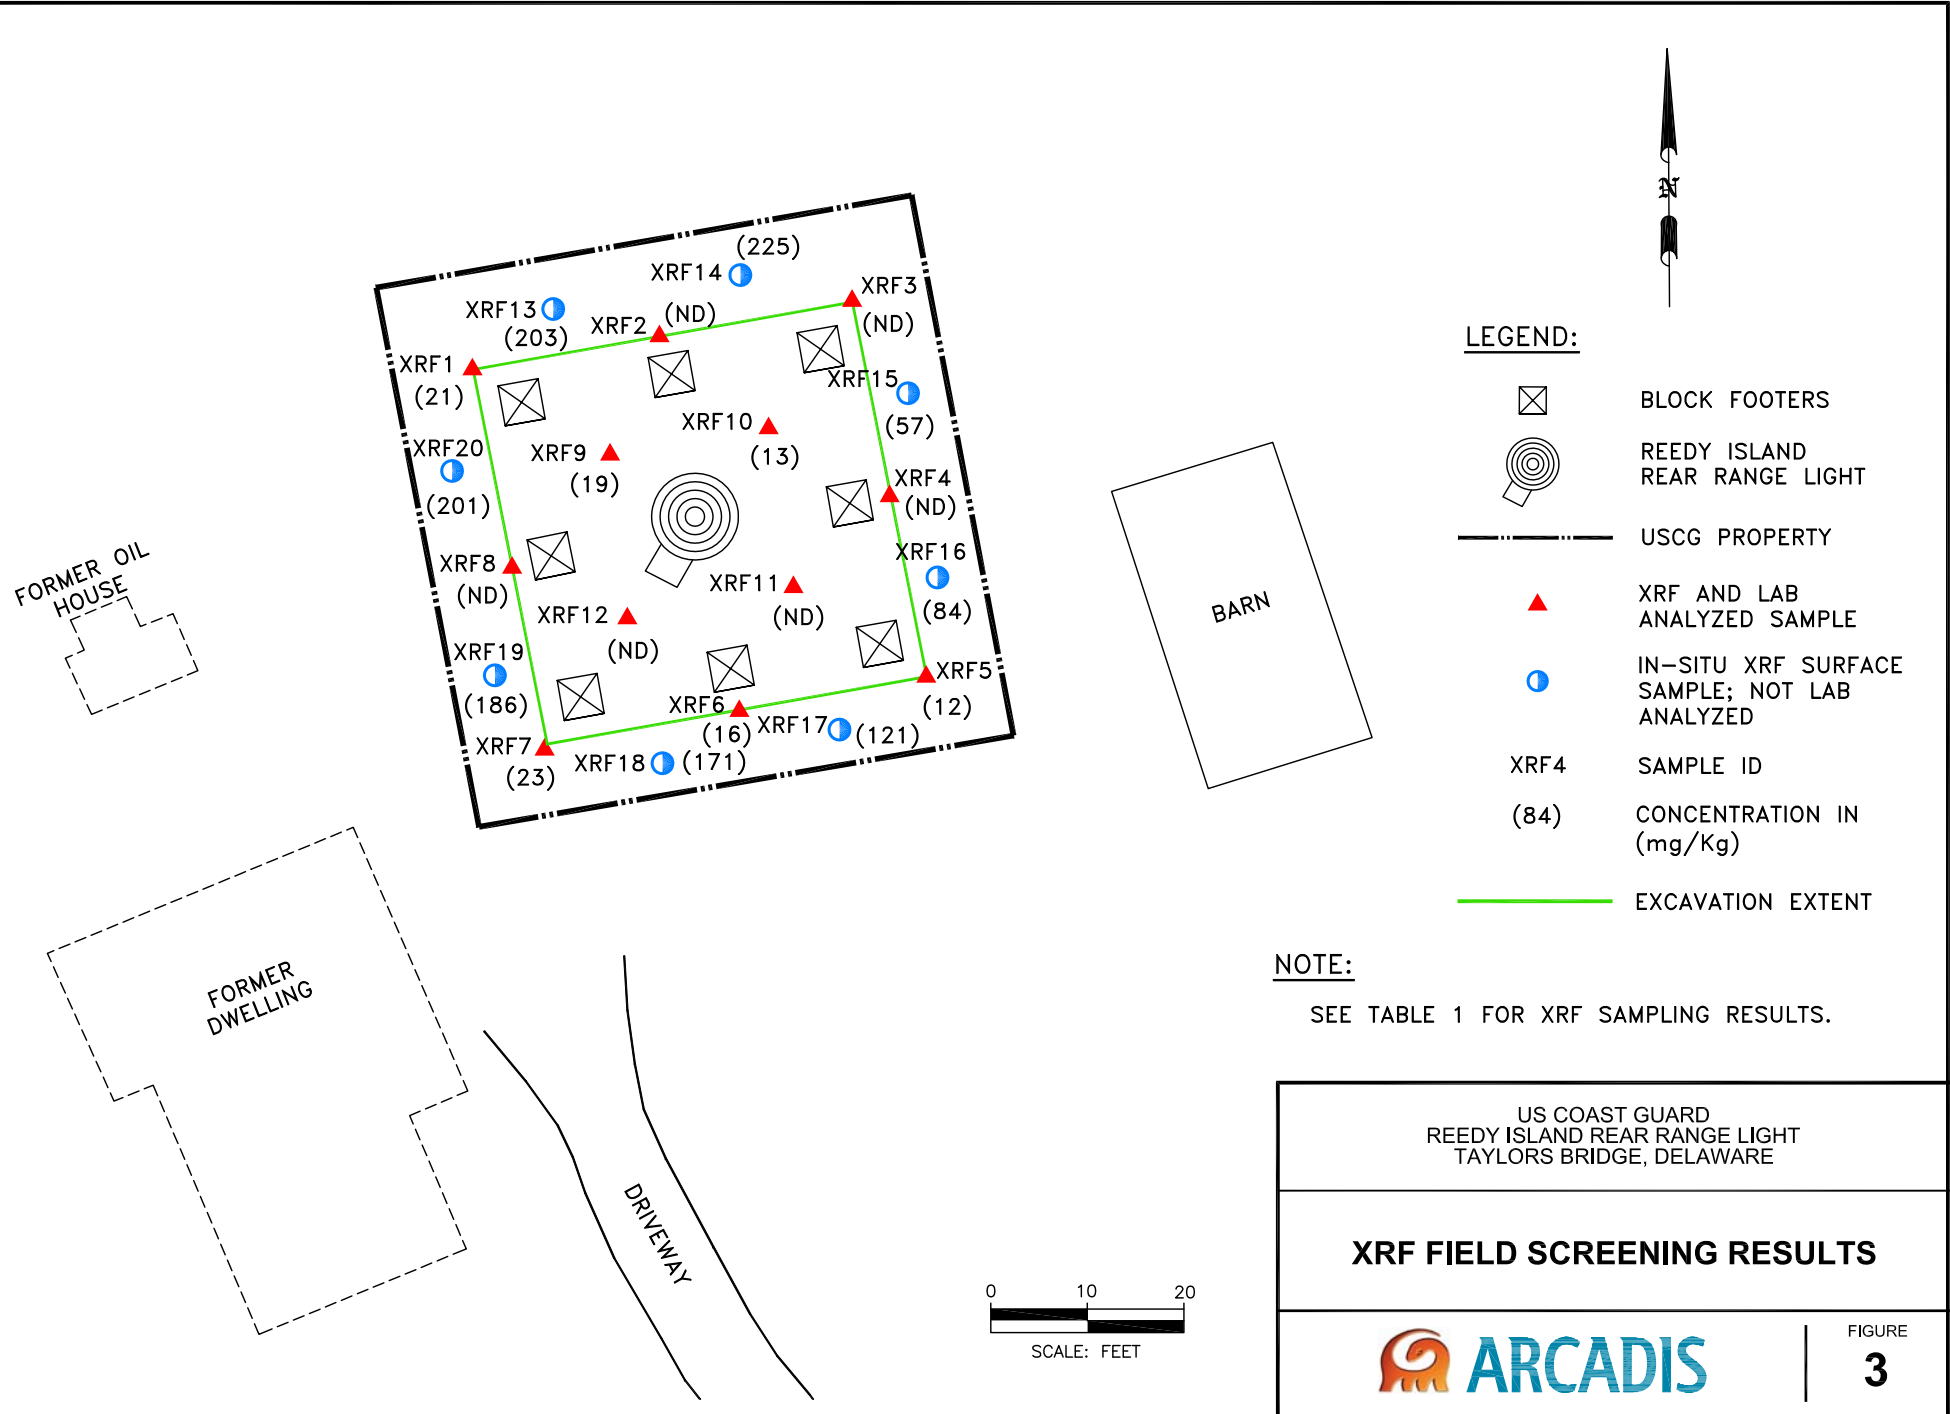 (225)
XRF14
XRF3
XRF13
(ND)
(203)
XRF2
(ND)
XRF1
(21)
XRF15
(57)
XRF10
(13)
XRF20
(201)
XRF9
(19)
XRF4
(ND)
XRF16
(84)
XRF8
(ND)
XRF11
(ND)
XRF12
(ND)
XRF19
(186)
XRF5
(12)
XRF6
(16)
XRF17
(121)
XRF7
(23)
XRF18
(171)
FORMER OIL
HOUSE
BARN
FORMER
DWELLING
DRIVEWAY
N
LEGEND:
BLOCK FOOTERS
REEDY ISLAND
REAR RANGE LIGHT
USCG PROPERTY
XRF AND LAB
ANALYZED SAMPLE
IN-SITU XRF SURFACE
SAMPLE; NOT LAB
ANALYZED
XRF4 SAMPLE ID
(84) CONCENTRATION IN
(mg/Kg)
EXCAVATION EXTENT
NOTE:
SEE TABLE 1 FOR XRF SAMPLING RESULTS.
0 10 20
SCALE: FEET
US COAST GUARD
REEDY ISLAND REAR RANGE LIGHT
TAYLORS BRIDGE, DELAWARE
XRF FIELD SCREENING RESULTS
ARCADIS
FIGURE
3